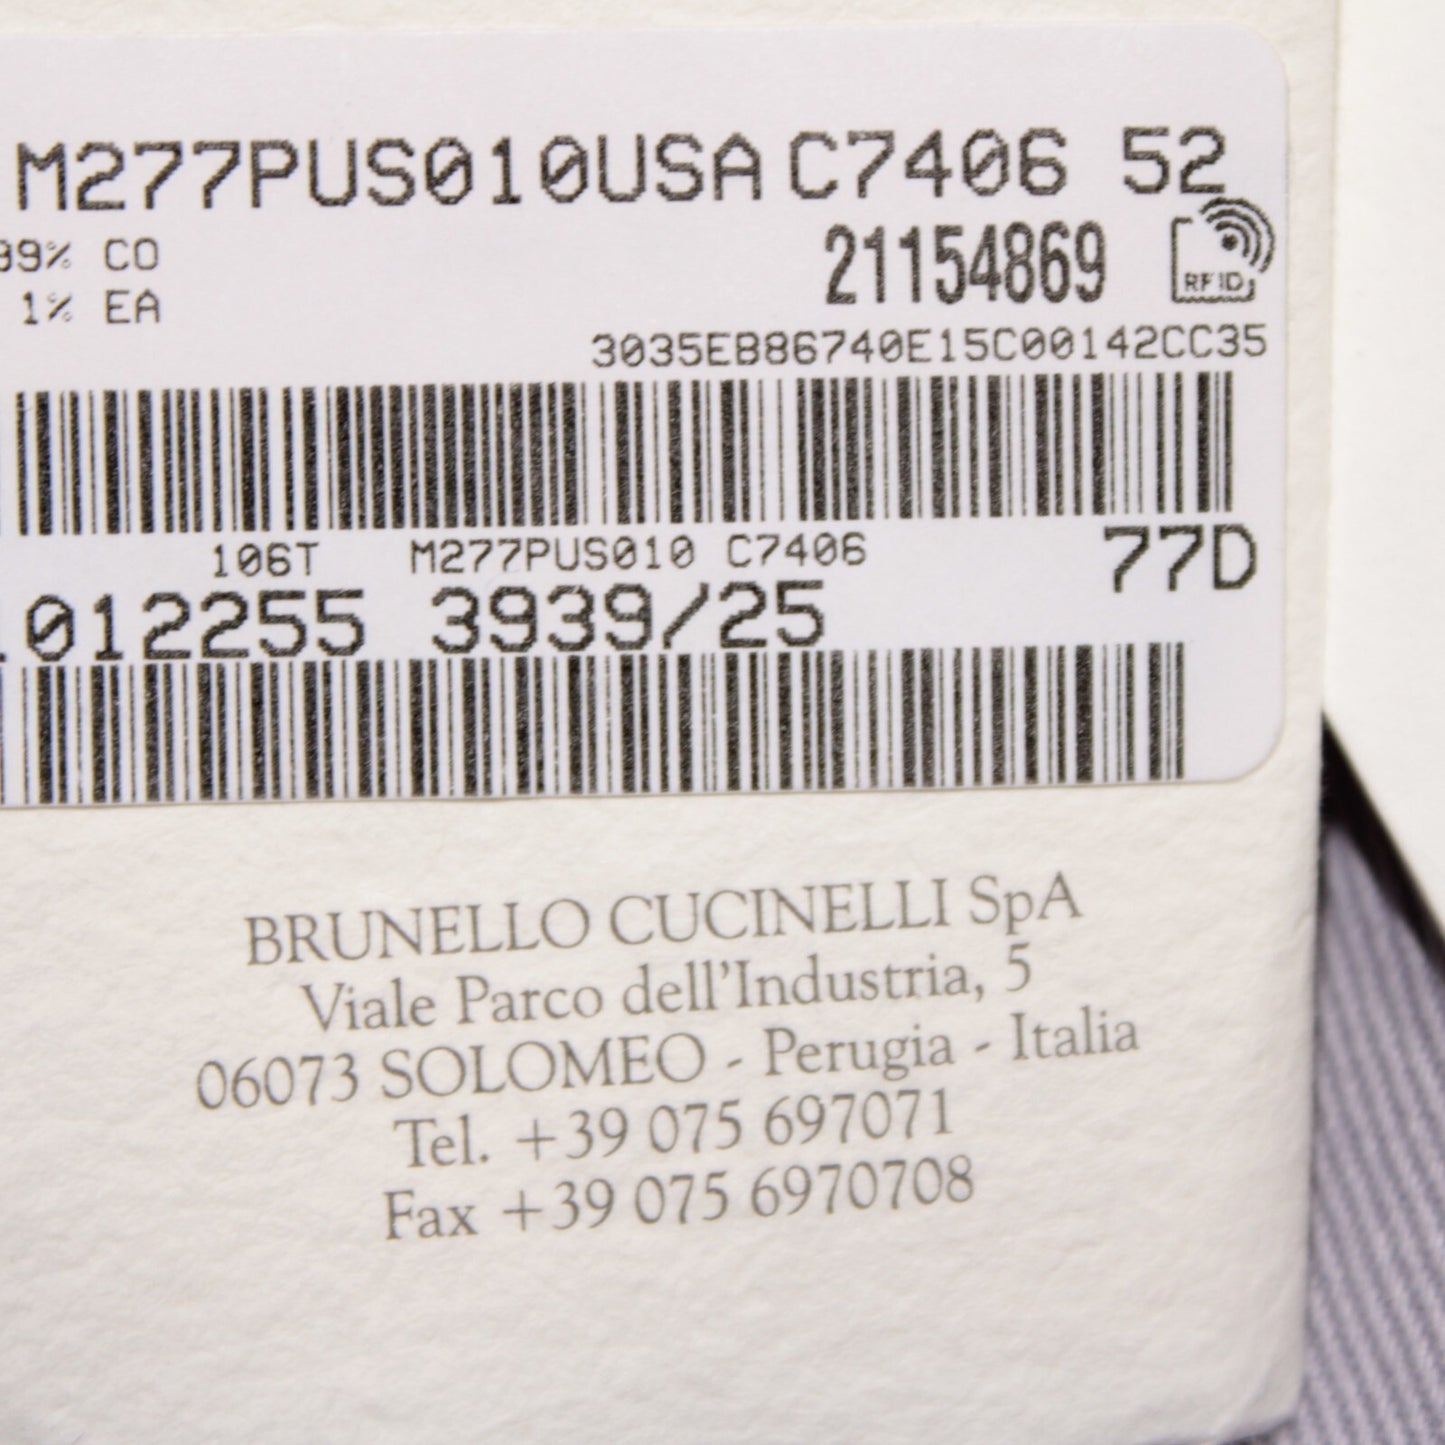 M277PUS010USA C7406 52
99% CO
21154869
RFID
1% EA
3035EB86740E15C00142CC35
106T M277PUS010 C7406
77D
1012255 3939/25
BRUNELLO CUCINELLI SpA
Viale Parco dell'Industria, 5
06073 SOLOMEO - Perugia - Italia
Tel. +39 075 697071
Fax +39 075 6970708